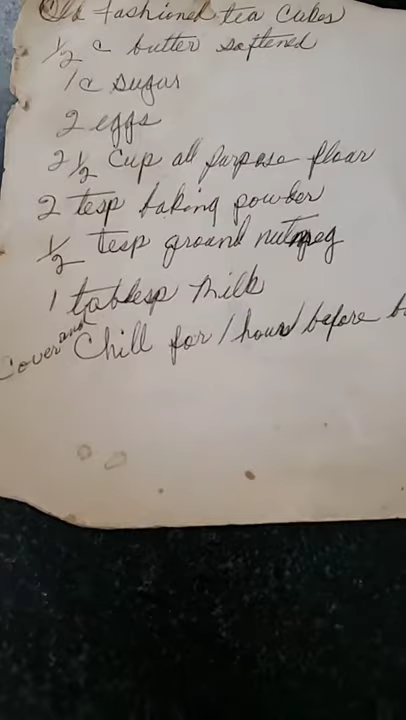 Old Fashioned tea Cakes
1/2 c butter softened
1 c sugar
2 eggs
2 1/2 Cup all purpose flour
2 tesp baking powder
1/2 tesp ground nutmeg
1 tablesp milk
Cover and Chill for 1 hour before